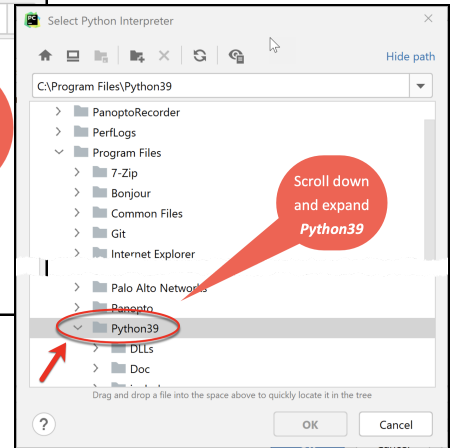 PC
Select Python Interpreter
Hide path
C:\Program Files\Python39
PanoptoRecorder
PerfLogs
Program Files
7-Zip
Bonjour
Common Files
Git
Internet Explorer
Scroll down
and expand
Python39
Palo Alto Networks
Panopto
Python39
DLLs
Doc
Drag and drop a file into the space above to quickly locate it in the tree
?
OK
Cancel